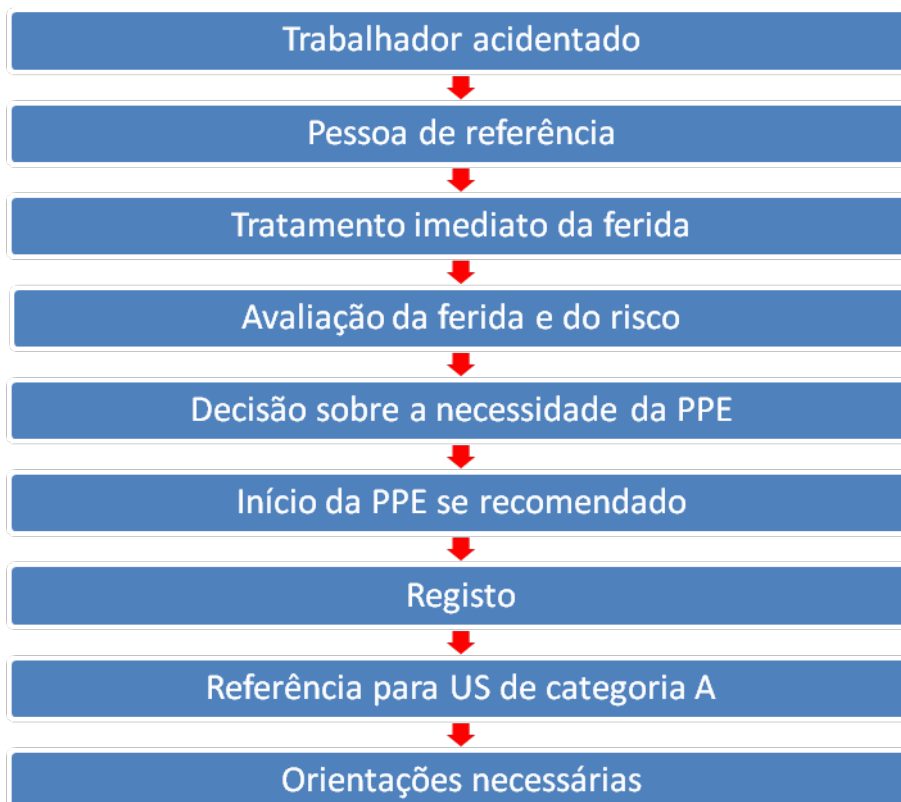 Trabalhador acidentado
Pessoa de referência
Tratamento imediato da ferida
Avaliação da ferida e do risco
Decisão sobre a necessidade da PPE
Início da PPE se recomendado
Registo
Referência para US de categoria A
Orientações necessárias